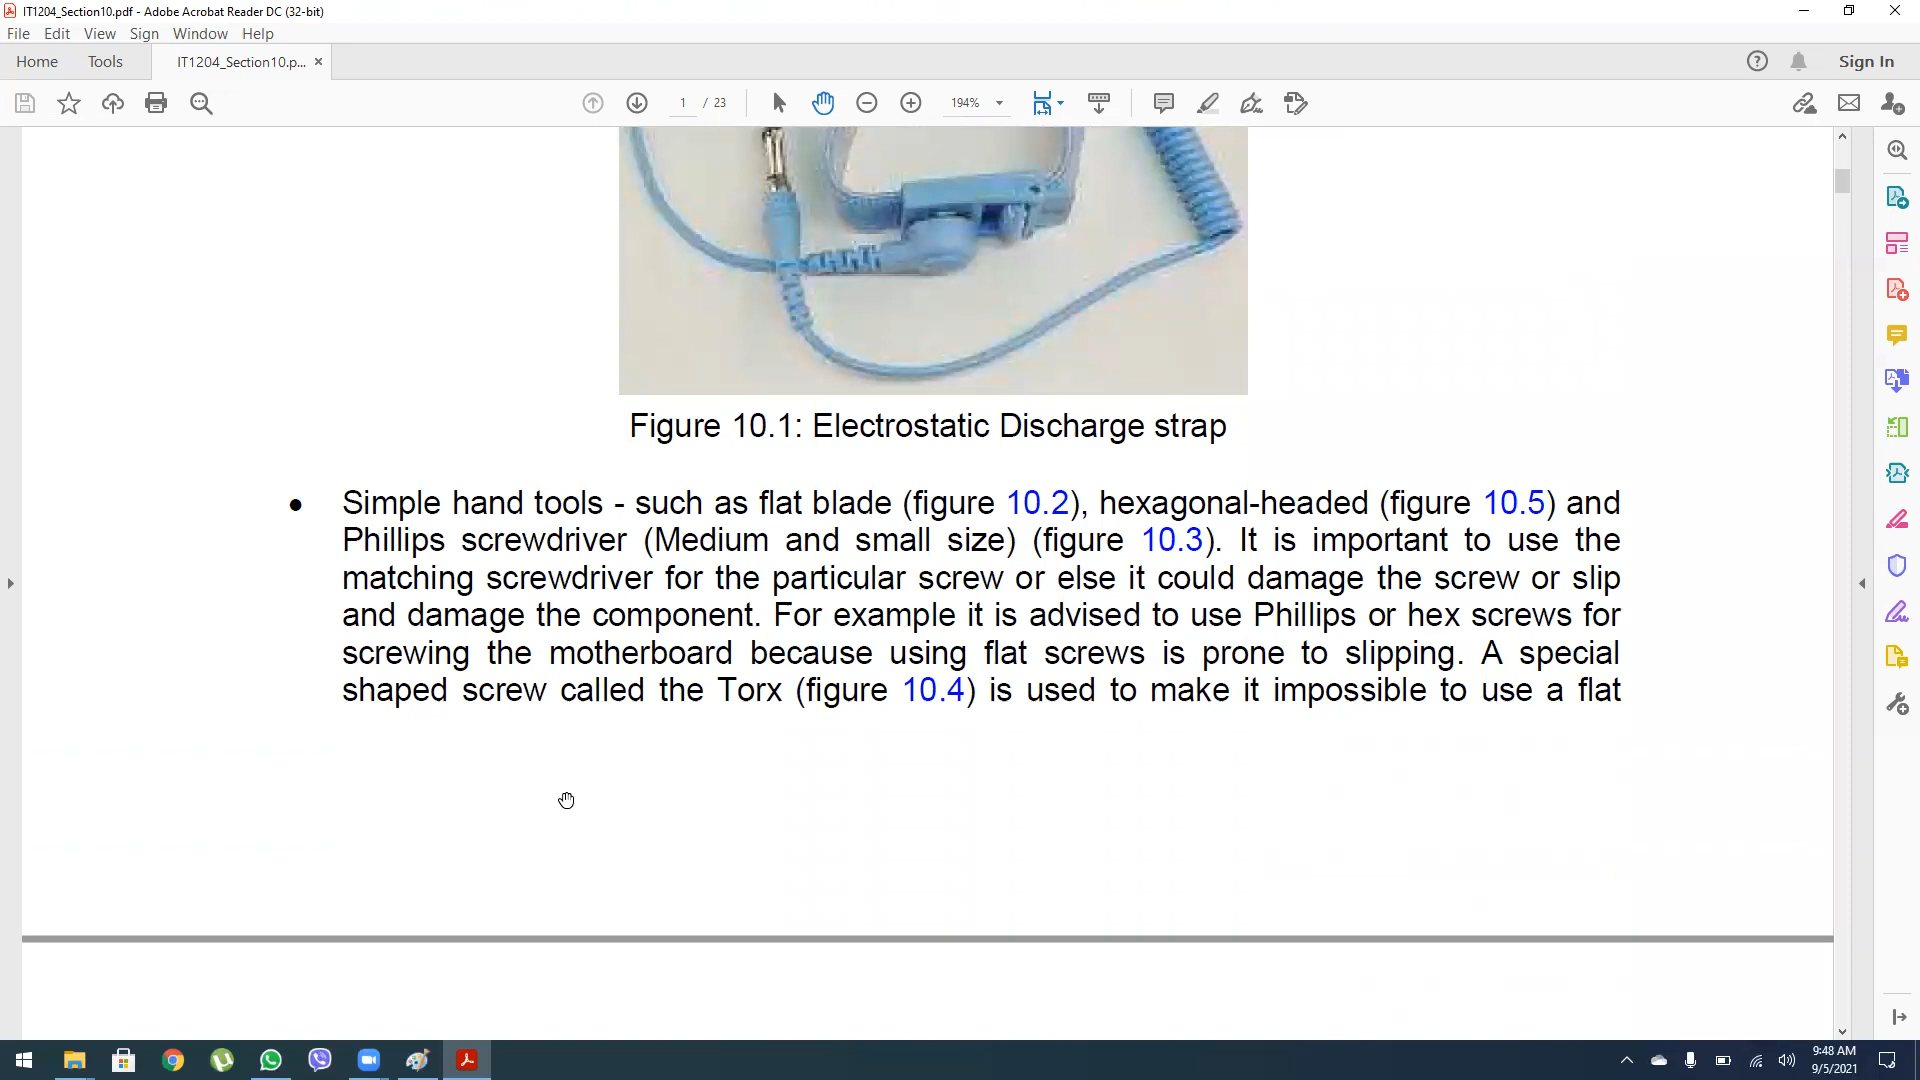 IT1204_Section10.pdf - Adobe Acrobat Reader DC (32-bit)
File Edit View Sign Window Help
Home Tools IT1204_Section10.p... × Sign In
1 / 23 194%
Figure 10.1: Electrostatic Discharge strap
• Simple hand tools - such as flat blade (figure 10.2), hexagonal-headed (figure 10.5) and
Phillips screwdriver (Medium and small size) (figure 10.3). It is important to use the
matching screwdriver for the particular screw or else it could damage the screw or slip
and damage the component. For example it is advised to use Phillips or hex screws for
screwing the motherboard because using flat screws is prone to slipping. A special
shaped screw called the Torx (figure 10.4) is used to make it impossible to use a flat
9:48 AM
9/5/2021